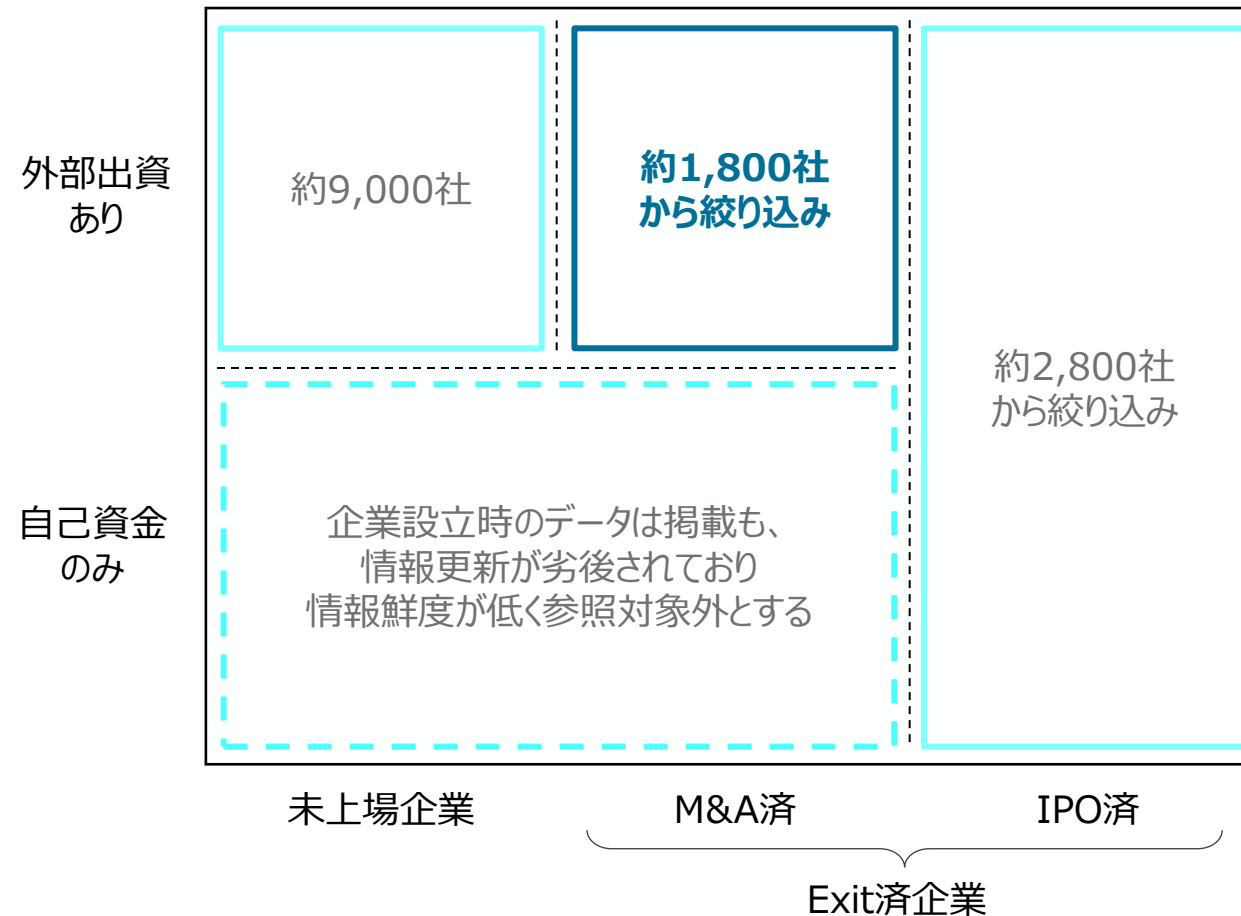 外部出資
あり
約9,000社
約1,800社
から絞り込み
約2,800社
から絞り込み
自己資金
のみ
企業設立時のデータは掲載も、
情報更新が劣後されており
情報鮮度が低く参照対象外とする
未上場企業
M&A済
IPO済
Exit済企業